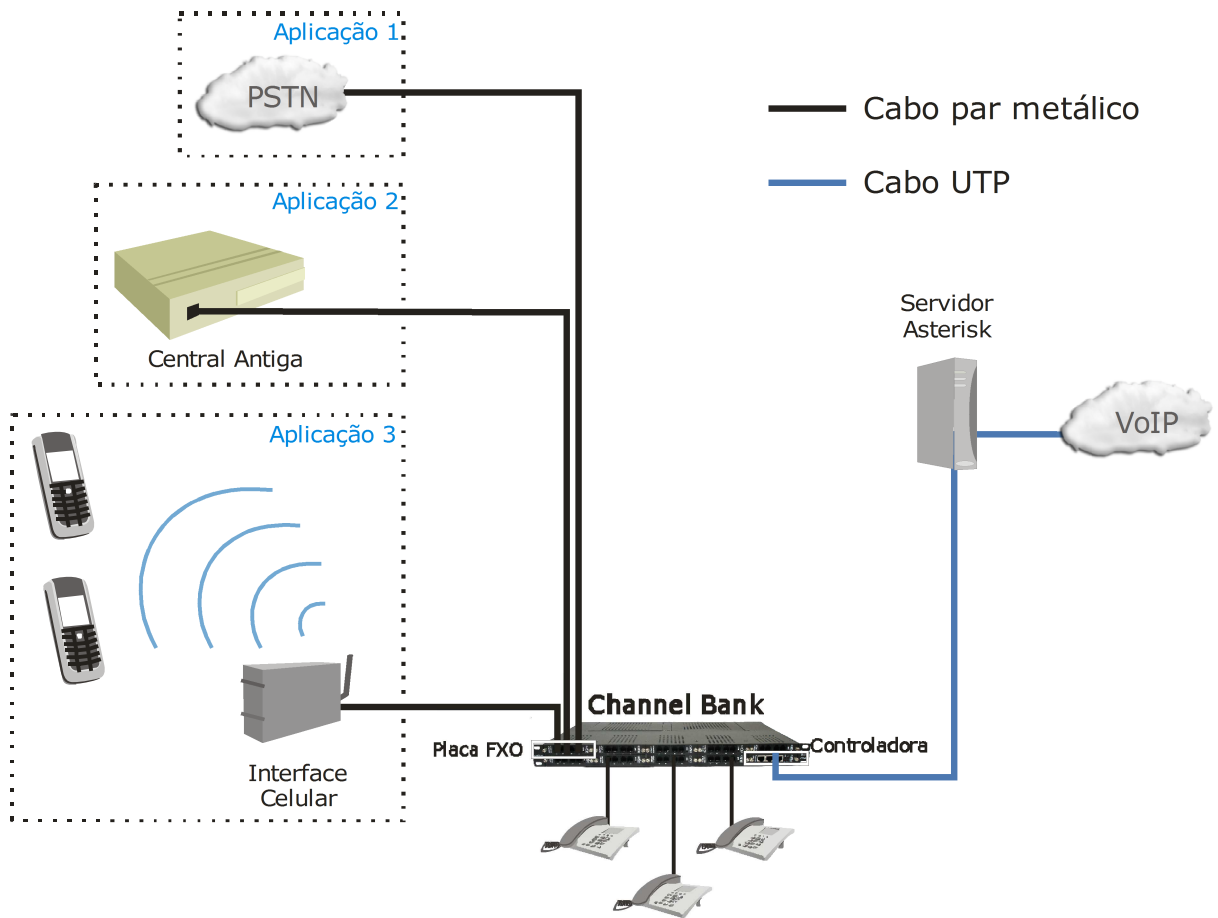 Aplicação 1
PSTN
Cabo par metálico
Cabo UTP
Aplicação 2
Central Antiga
Servidor
Asterisk
VoIP
Aplicação 3
Interface
Celular
Channel Bank
Placa FXO
Controladora